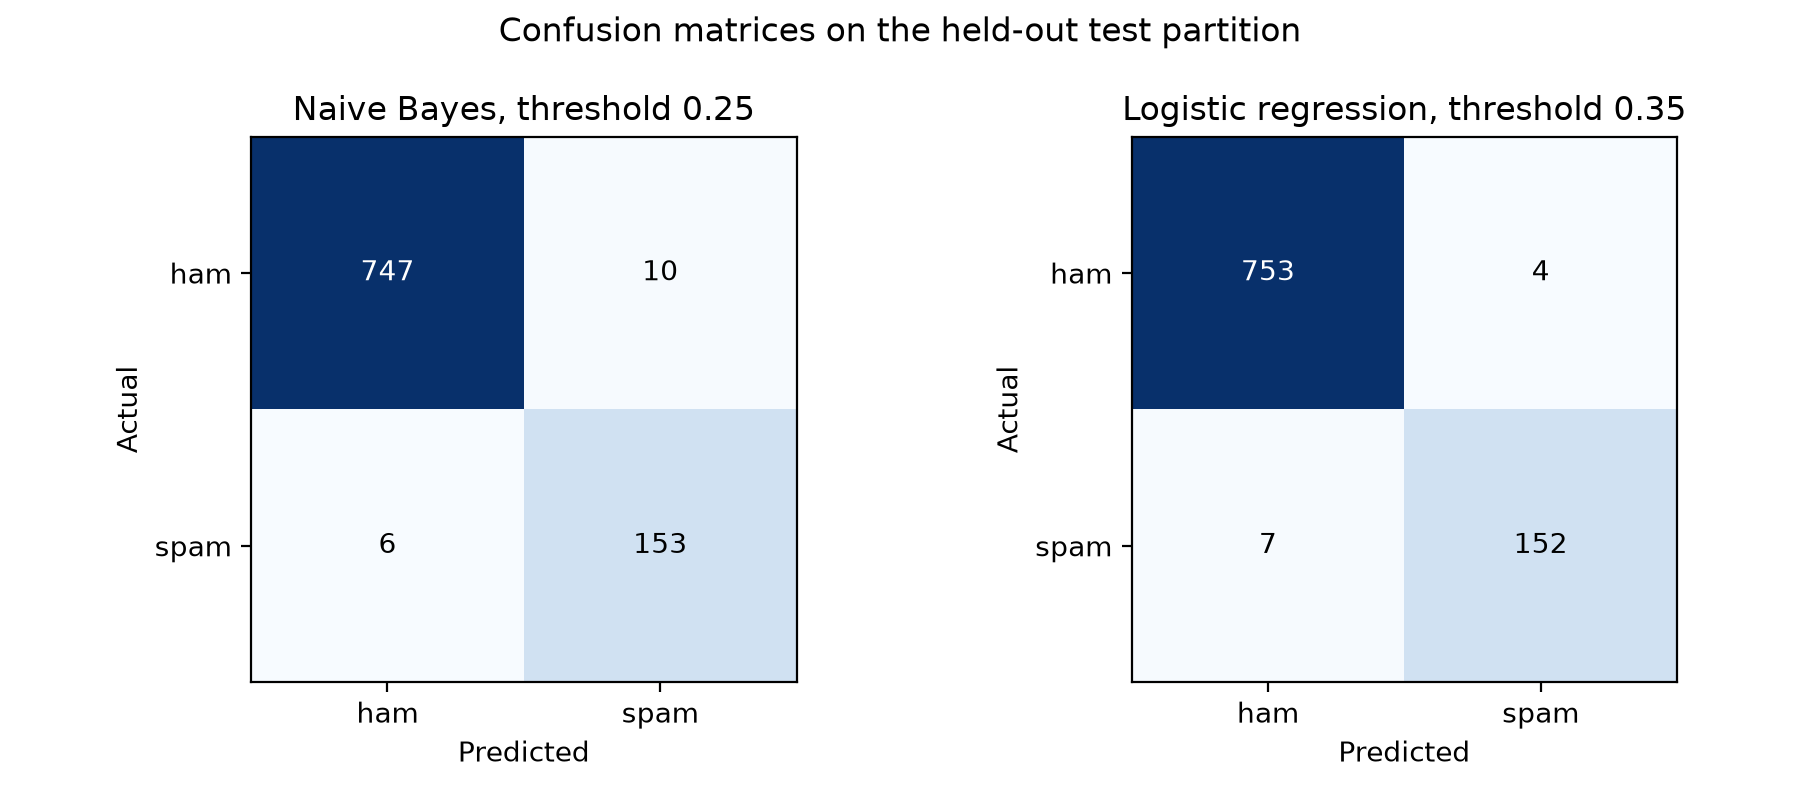 Confusion matrices on the held-out test partition
Naive Bayes, threshold 0.25
Actual
ham
747
10
spam
6
153
ham
spam
Predicted
Logistic regression, threshold 0.35
Actual
ham
753
4
spam
7
152
ham
spam
Predicted